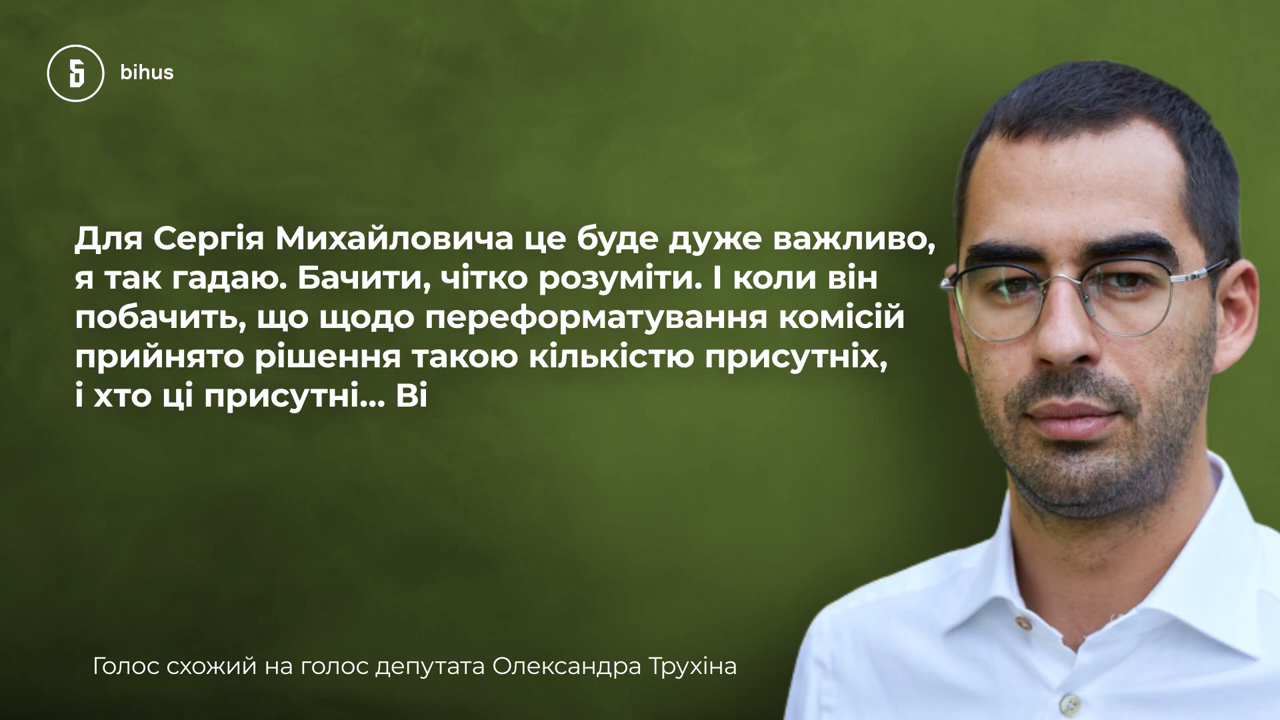 bihus
Для Сергія Михайловича це буде дуже важливо,
я так гадаю. Бачити, чітко розуміти. І коли він
побачить, що щодо переформатування комісій
прийнято рішення такою кількістю присутніх,
і хто ці присутні... Ві
Голос схожий на голос депутата Олександра Трухіна